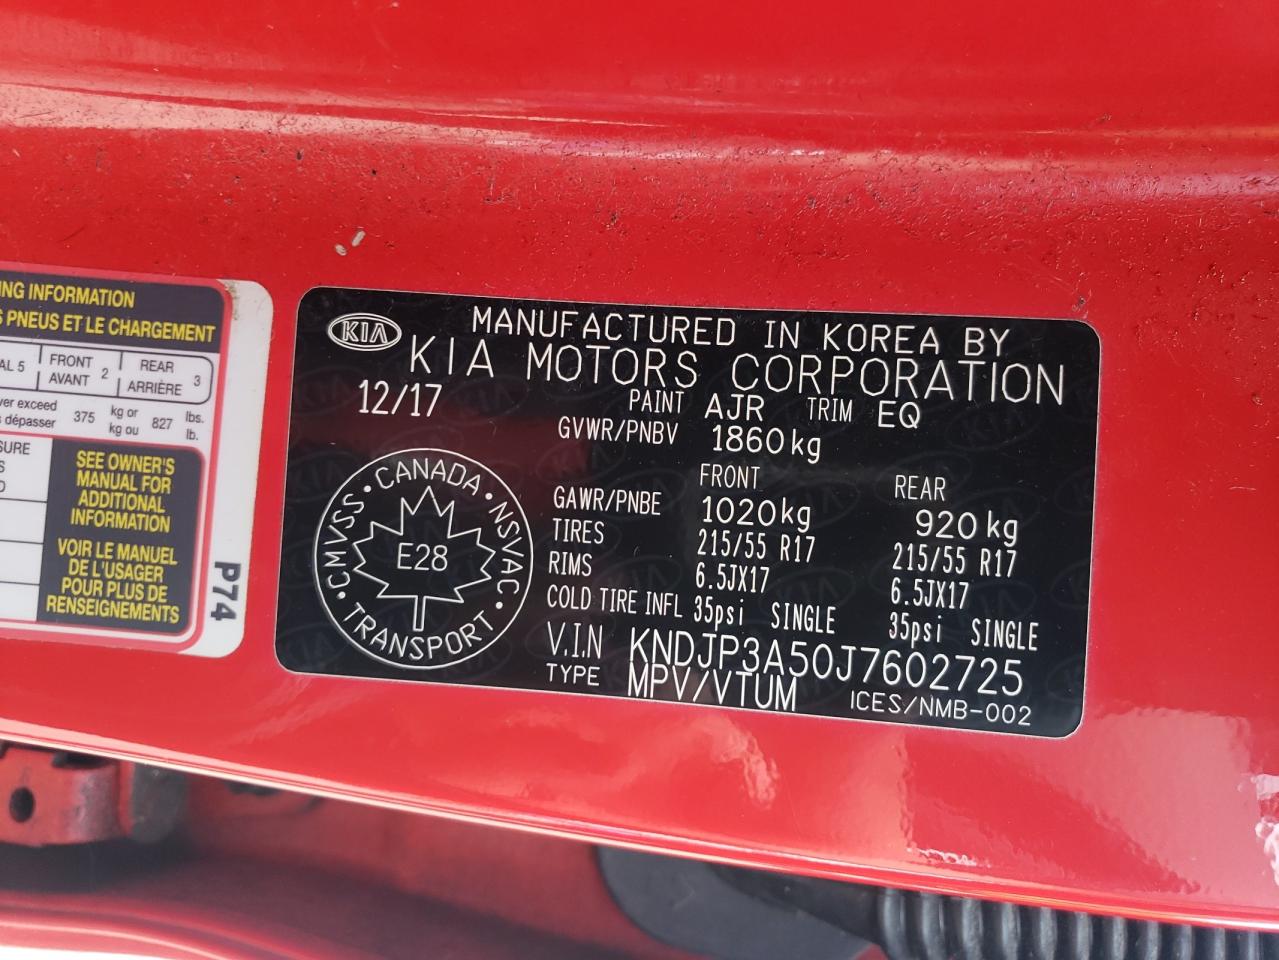 NG INFORMATION
S PNEUS ET LE CHARGEMENT
AL 5 FRONT AVANT 2 REAR ARRIÈRE 3
ver exceed
s dépasser 375 kg or kg ou 827 lbs. lb.
SURE
S
D
SEE OWNER'S
MANUAL FOR
ADDITIONAL
INFORMATION
VOIR LE MANUEL
DE L'USAGER
POUR PLUS DE
RENSEIGNEMENTS
P74
KIA
MANUFACTURED IN KOREA BY
KIA MOTORS CORPORATION
12/17
PAINT AJR TRIM EQ
GVWR/PNBV 1860kg
FRONT REAR
GAWR/PNBE 1020kg 920kg
TIRES 215/55 R17 215/55 R17
RIMS 6.5JX17 6.5JX17
COLD TIRE INFL 35psi SINGLE 35psi SINGLE
V.I.N KNDJP3A50J7602725
TYPE MPV/VTUM ICES/NMB-002
CMVSS • CANADA • NSVAC • TRANSPORT •
E28